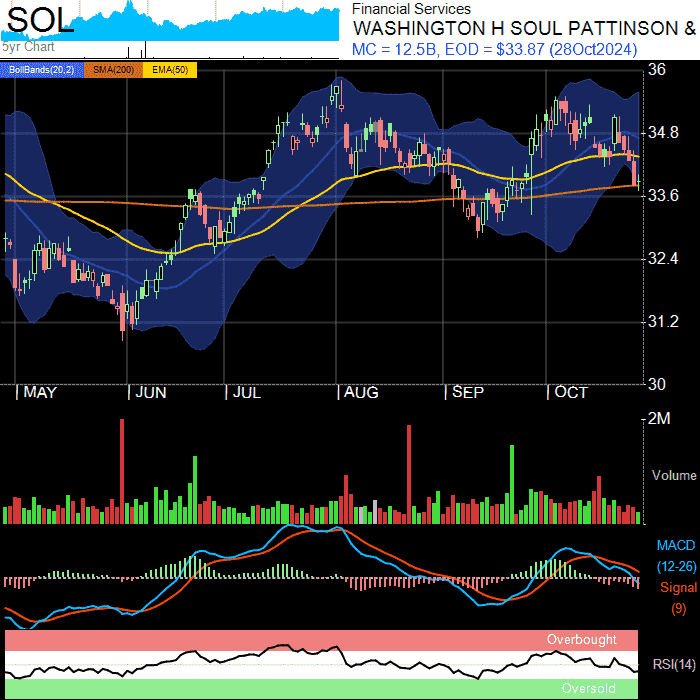 SOL
5yr Chart
Financial Services
WASHINGTON H SOUL PATTINSON &
MC = 12.5B, EOD = $33.87 (28Oct2024)
BollBands(20,2) SMA(200) EMA(50)
36
34.8
33.6
32.4
31.2
30
MAY JUN JUL AUG SEP OCT
2M
Volume
MACD
(12-26)
Signal
(9)
Overbought
RSI(14)
Oversold